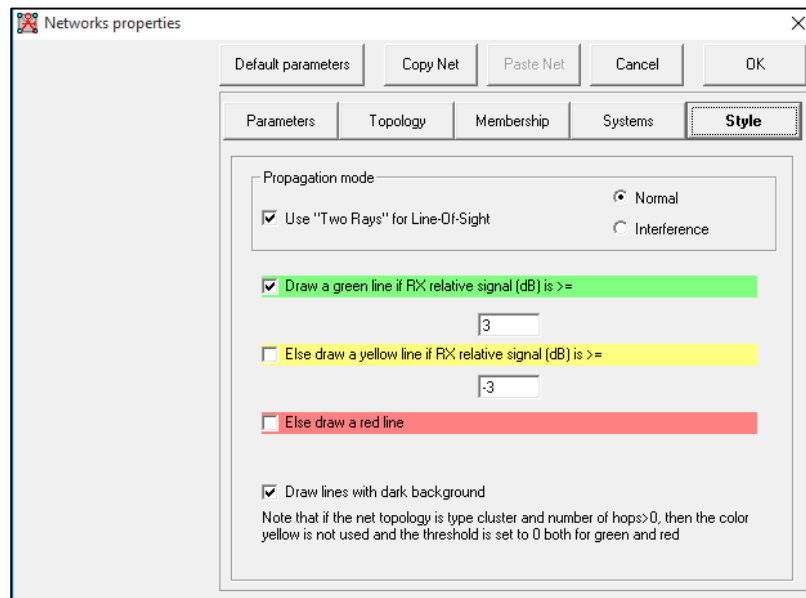 Networks properties
Default parameters Copy Net Paste Net Cancel OK
Parameters Topology Membership Systems Style
Propagation mode
Use "Two Rays" for Line-Of-Sight
Normal
Interference
Draw a green line if RX relative signal (dB) is >=
3
Else draw a yellow line if RX relative signal (dB) is >=
-3
Else draw a red line
Draw lines with dark background
Note that if the net topology is type cluster and number of hops>0, then the color
yellow is not used and the threshold is set to 0 both for green and red